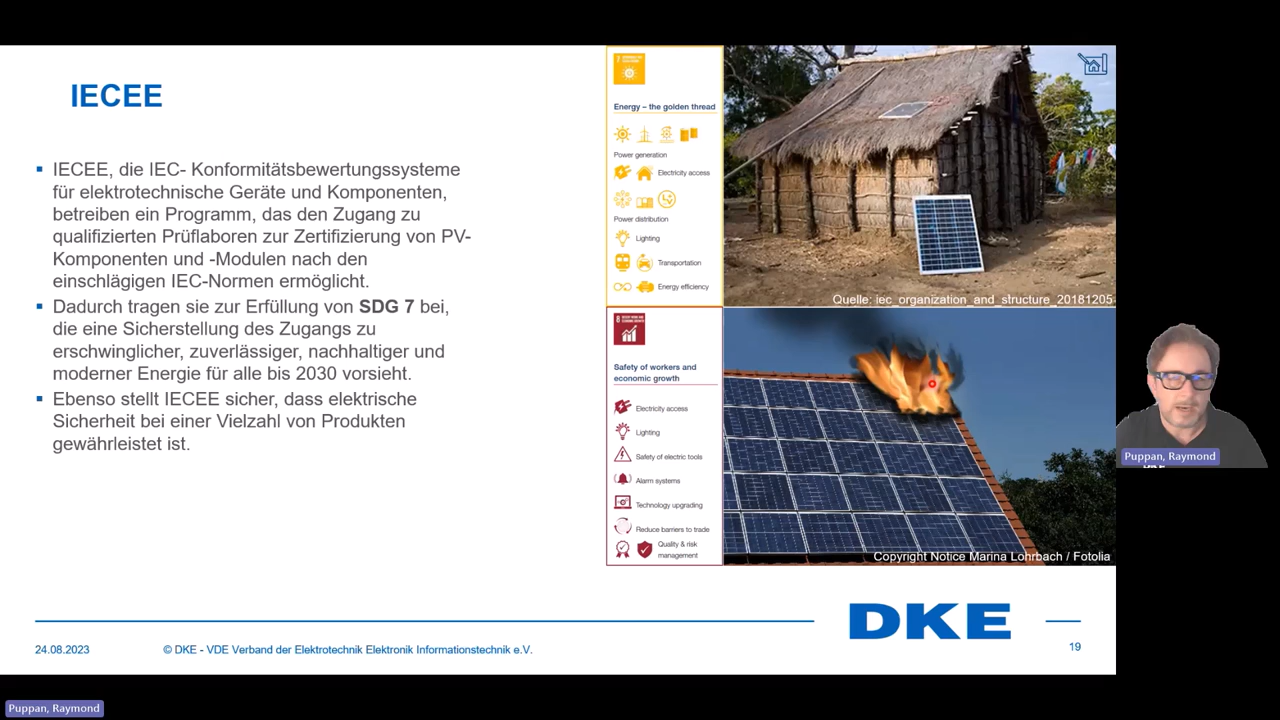 IECEE
IECEE, die IEC- Konformitätsbewertungssysteme
für elektrotechnische Geräte und Komponenten,
betreiben ein Programm, das den Zugang zu
qualifizierten Prüflaboren zur Zertifizierung von PV-
Komponenten und -Modulen nach den
einschlägigen IEC-Normen ermöglicht.
Dadurch tragen sie zur Erfüllung von SDG 7 bei,
die eine Sicherstellung des Zugangs zu
erschwinglicher, zuverlässiger, nachhaltiger und
moderner Energie für alle bis 2030 vorsieht.
Ebenso stellt IECEE sicher, dass elektrische
Sicherheit bei einer Vielzahl von Produkten
gewährleistet ist.
7
Energy – the golden thread
Power generation
Electricity access
Power distribution
Lighting
Transportation
Energy efficiency
Quelle: iec_organization_and_structure_20181205
8
Safety of workers and
economic growth
Electricity access
Lighting
Safety of electric tools
Alarm systems
Technology upgrading
Reduce barriers to trade
Quality & risk
management
Copyright Notice Marina Lohrbach / Fotolia
Puppan, Raymond
DKE
24.08.2023
© DKE - VDE Verband der Elektrotechnik Elektronik Informationstechnik e.V.
19
Puppan, Raymond